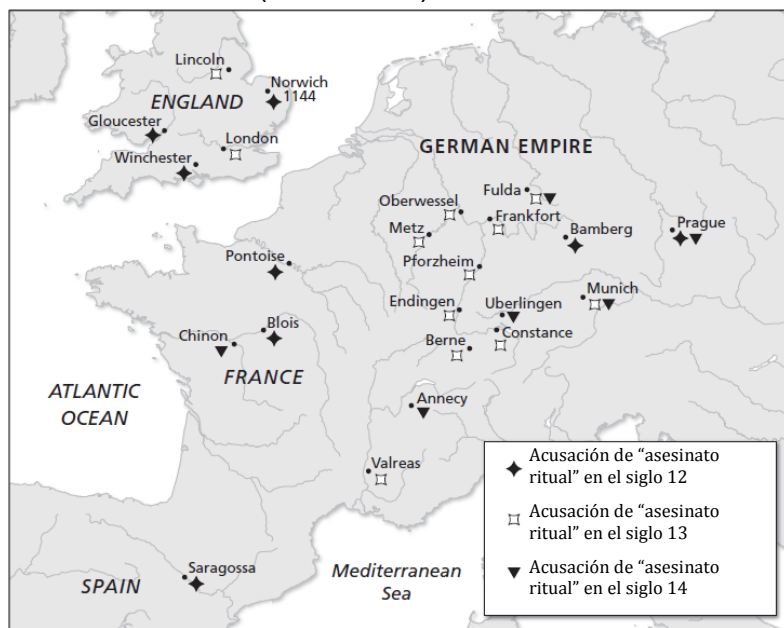 Lincoln
Norwich
1144
ENGLAND
Gloucester
London
Winchester
GERMAN EMPIRE
Fulda
Oberwessel
Frankfort
Metz
Bamberg
Prague
Pontoise
Pforzheim
Munich
Endingen
Uberlingen
Blois
Chinon
Constance
Berne
FRANCE
ATLANTIC
OCEAN
Annecy
Valreas
Saragossa
SPAIN
Mediterranean
Sea
Acusación de “asesinato
ritual” en el siglo 12
Acusación de “asesinato
ritual” en el siglo 13
Acusación de “asesinato
ritual” en el siglo 14